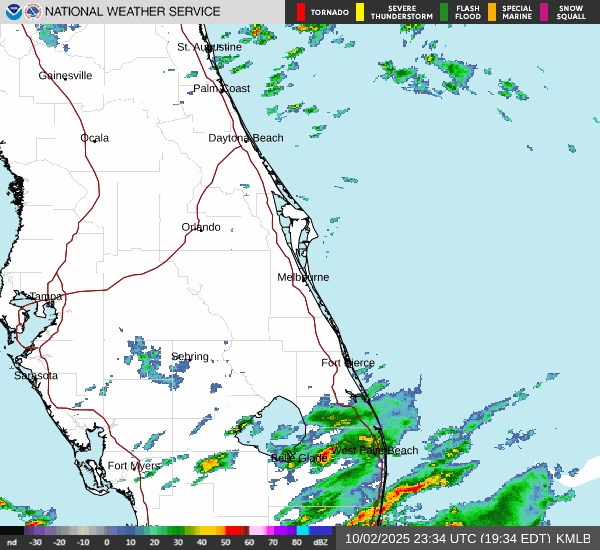 NATIONAL WEATHER SERVICE
TORNADO
SEVERE THUNDERSTORM
FLASH FLOOD
SPECIAL MARINE
SNOW SQUALL
St. Augustine
Gainesville
Palm Coast
Ocala
Daytona Beach
Orlando
Melbourne
Tampa
Sebring
Fort Pierce
Sarasota
West Palm Beach
Belle Glade
Fort Myers
nd -30 -20 -10 0 10 20 30 40 50 60 70 80 dBZ
10/02/2025 23:34 UTC (19:34 EDT) KMLB